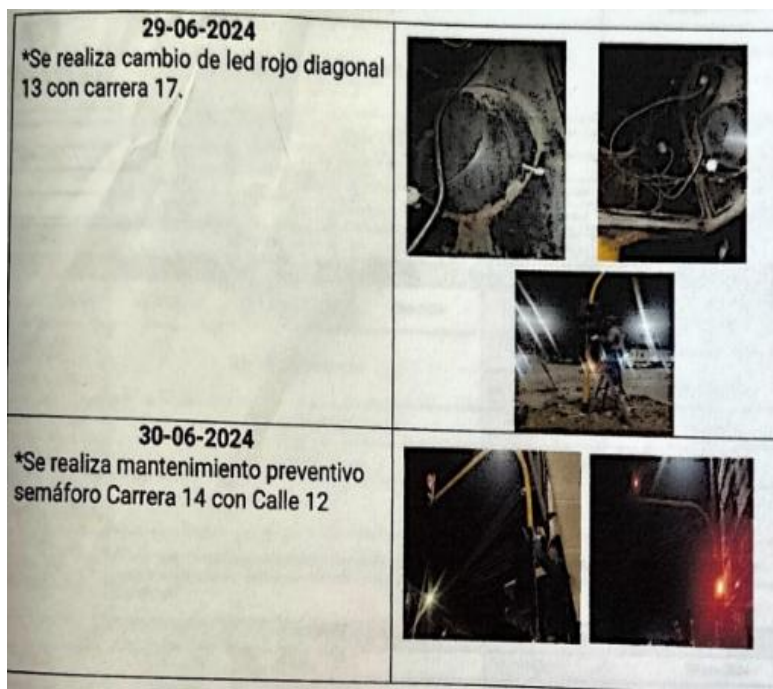 29-06-2024
*Se realiza cambio de led rojo diagonal
13 con carrera 17.
30-06-2024
*Se realiza mantenimiento preventivo
semáforo Carrera 14 con Calle 12